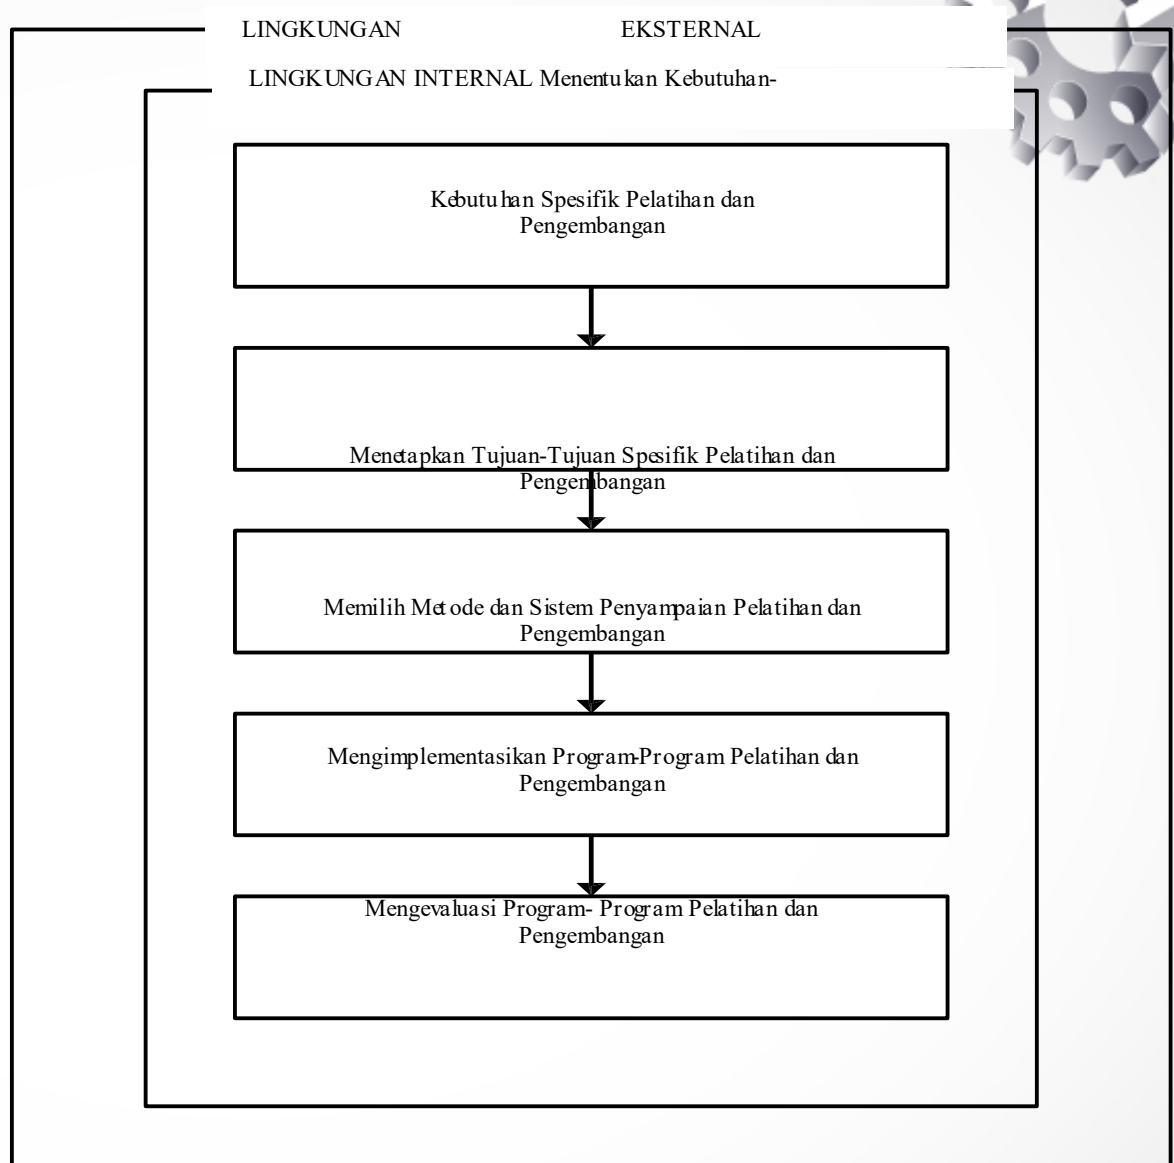 LINGKUNGAN EKSTERNAL
LINGKUNGAN INTERNAL Menentukan Kebutuhan-
Kebutuhan Spesifik Pelatihan dan
Pengembangan
Menetapkan Tujuan-Tujuan Spesifik Pelatihan dan
Pengembangan
Memilih Metode dan Sistem Penyampaian Pelatihan dan
Pengembangan
Mengimplementasikan Program-Program Pelatihan dan
Pengembangan
Mengevaluasi Program- Program Pelatihan dan
Pengembangan